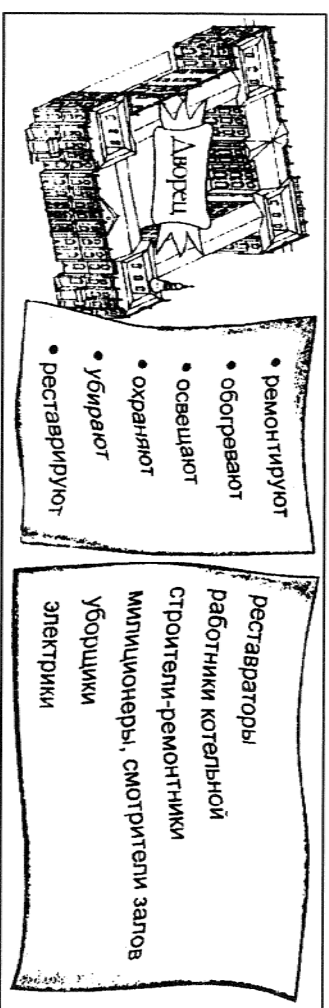 Дворец
• ремонтируют
• обогревают
• освещают
• охраняют
• убирают
• реставрируют
реставраторы
работники котельной
строители-ремонтники
милиционеры, смотрители залов
уборщики
электрики